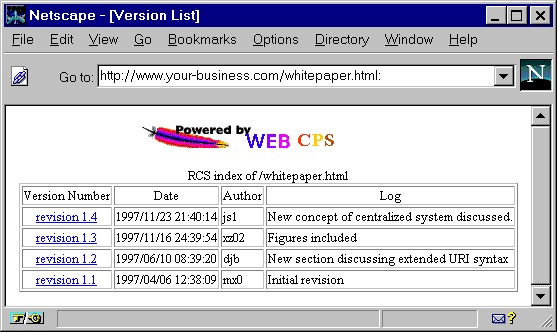 Netscape - [Version List]
File Edit View Go Bookmarks Options Directory Window Help
Go to: http://www.your-business.com/whitepaper.html:
N
Powered by WEB CPS
RCS index of /whitepaper.html
Version Number Date Author Log
revision 1.4 1997/11/23 21:40:14 js1 New concept of centralized system discussed.
revision 1.3 1997/11/16 24:39:54 xz02 Figures included
revision 1.2 1997/06/10 08:39:20 djb New section discussing extended URI syntax
revision 1.1 1997/04/06 12:38:09 mx0 Initial revision
?